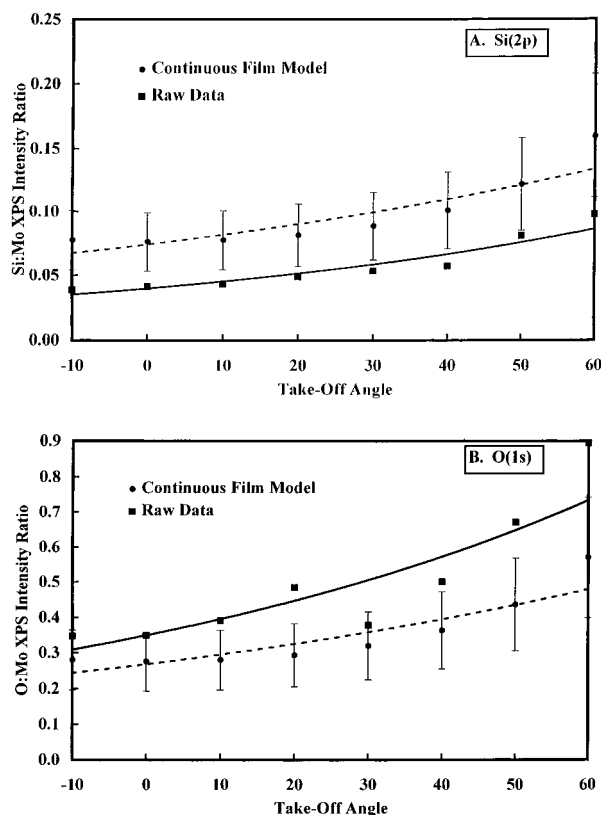 A. Si(2p)
0.25
0.20
0.15
0.10
0.05
0.00
Si:Mo XPS Intensity Ratio
Continuous Film Model
Raw Data
-10 0 10 20 30 40 50 60
Take-Off Angle
B. O(1s)
0.9
0.8
0.7
0.6
0.5
0.4
0.3
0.2
0.1
0.0
O:Mo XPS Intensity Ratio
Continuous Film Model
Raw Data
-10 0 10 20 30 40 50 60
Take-Off Angle